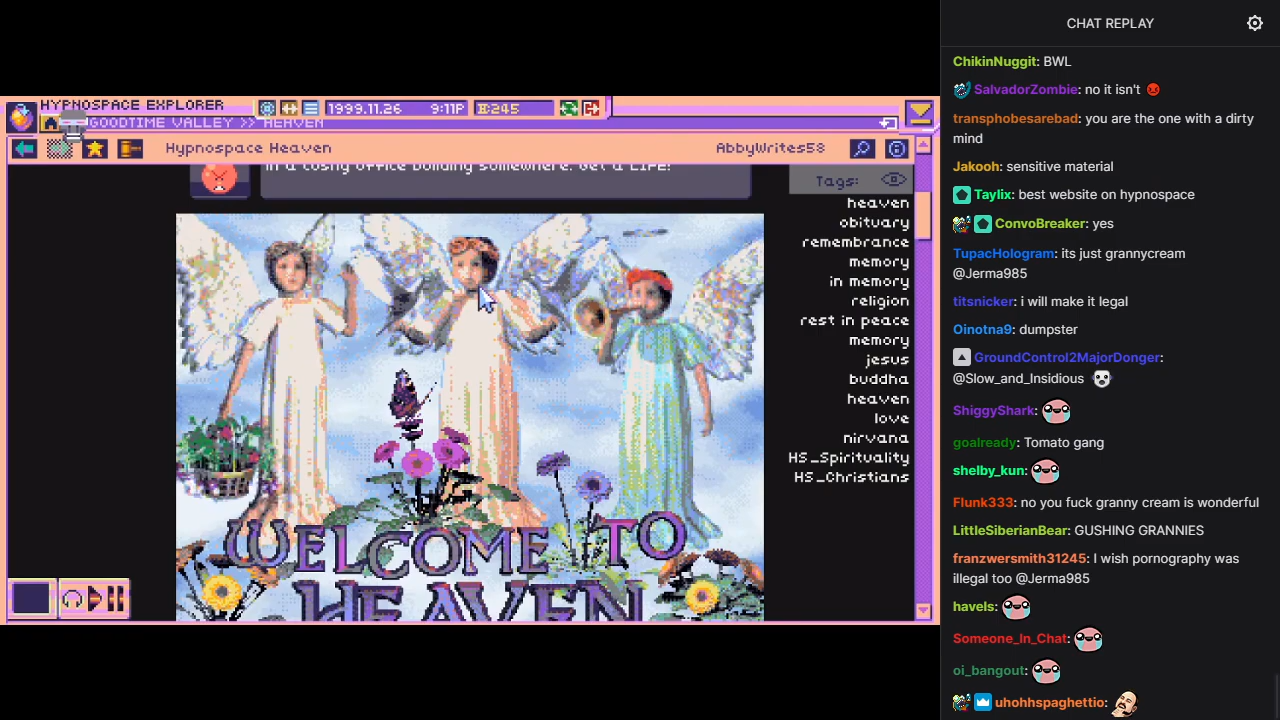 HYPNOSPACE EXPLORER
1999.11.26
9:11P
245
GOODTIME VALLEY >> HEAVEN
Hypnospace Heaven
AbbyWrites58
in a cushy office building somewhere. Get a LIFE!
Tags:
heaven
obituary
remembrance
memory
in memory
religion
rest in peace
memory
jesus
buddha
heaven
love
nirvana
HS_Spirituality
HS_Christians
WELCOME TO
HEAVEN
CHAT REPLAY
ChikinNuggit: BWL
SalvadorZombie: no it isn't
transphobesarebad: you are the one with a dirty
mind
Jakooh: sensitive material
Taylix: best website on hypnospace
ConvoBreaker: yes
TupacHologram: its just grannycream
@Jerma985
titsnicker: i will make it legal
Oinotna9: dumpster
GroundControl2MajorDonger:
@Slow_and_Insidious
ShiggyShark:
goalready: Tomato gang
shelby_kun:
Flunk333: no you fuck granny cream is wonderful
LittleSiberianBear: GUSHING GRANNIES
franzwersmith31245: I wish pornography was
illegal too @Jerma985
havels:
Someone_In_Chat:
oi_bangout:
uhohhspaghettio: